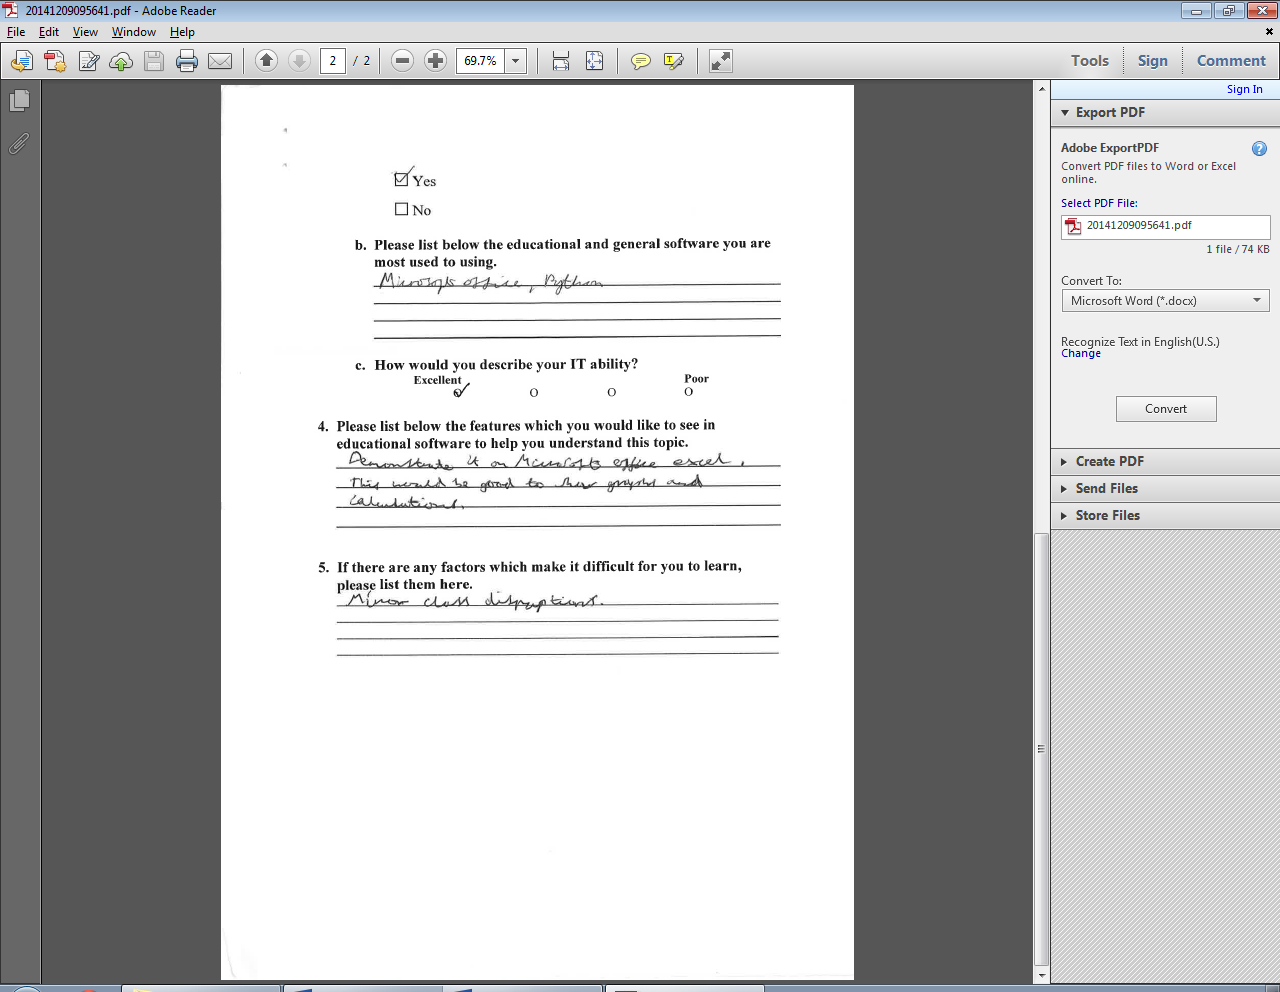 20141209095641.pdf - Adobe Reader
File Edit View Window Help
2 / 2 69.7% Tools Sign Comment
Sign In
Export PDF
Adobe ExportPDF
Convert PDF files to Word or Excel
online.
Select PDF File:
20141209095641.pdf
1 file / 74 KB
Convert To:
Microsoft Word (*.docx)
Recognize Text in English(U.S.)
Change
Convert
Create PDF
Send Files
Store Files
Yes
No
b. Please list below the educational and general software you are
most used to using.
Microsoft office, Python
c. How would you describe your IT ability?
Excellent Poor
4. Please list below the features which you would like to see in
educational software to help you understand this topic.
Demonstrate it on Microsoft office excel.
This would be good to show graphs and
calculations.
5. If there are any factors which make it difficult for you to learn,
please list them here.
Minor class disruptions.